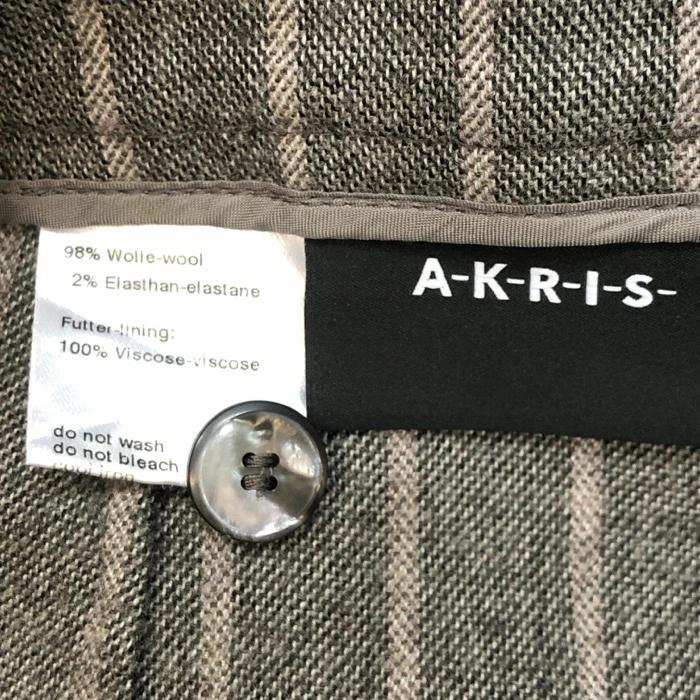 98% Wolle-wool
2% Elasthan-elastane
Futter-lining:
100% Viscose-viscose
do not wash
do not bleach
A-K-R-I-S-